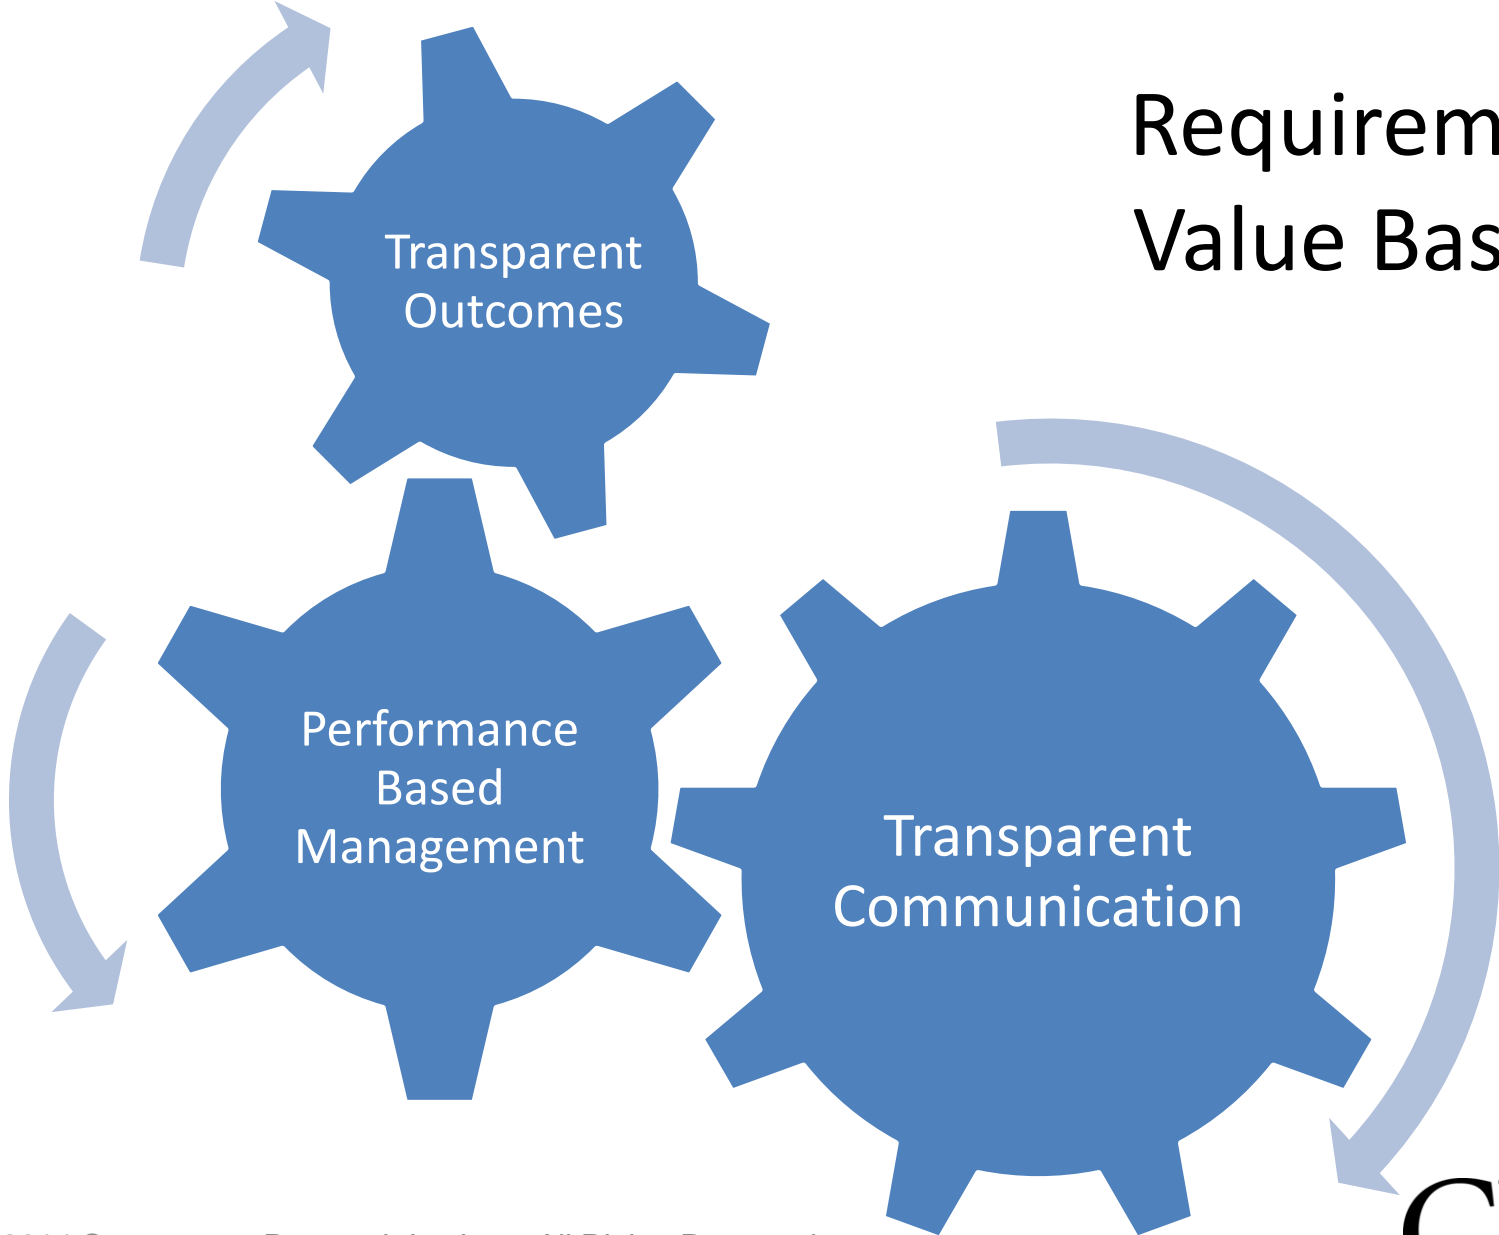 Requirem
Value Bas
Transparent
Outcomes
Performance
Based
Management
Transparent
Communication